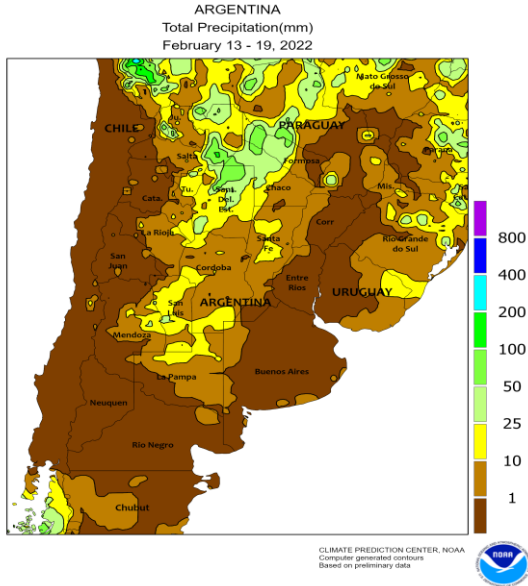 ARGENTINA
Total Precipitation(mm)
February 13 - 19, 2022
Mato Grosso
do Sul
Ju.
CHILE
PARAGUAY
Parana
Salta
Formosa
Tu.
Sant.
Del.
Est.
Chaco
Mis.
Cata.
Corr
La Rioja
Santa
Fe
Rio Grande
do Sul
San
Juan
Cordoba
Entre
Rios
URUGUAY
San
Luis
ARGENTINA
Mendoza
La Pampa
Buenos Aires
Neuquen
Rio Negro
Chubut
800
400
200
100
50
25
10
1
CLIMATE PREDICTION CENTER, NOAA
Computer generated contours
Based on preliminary data
NOAA